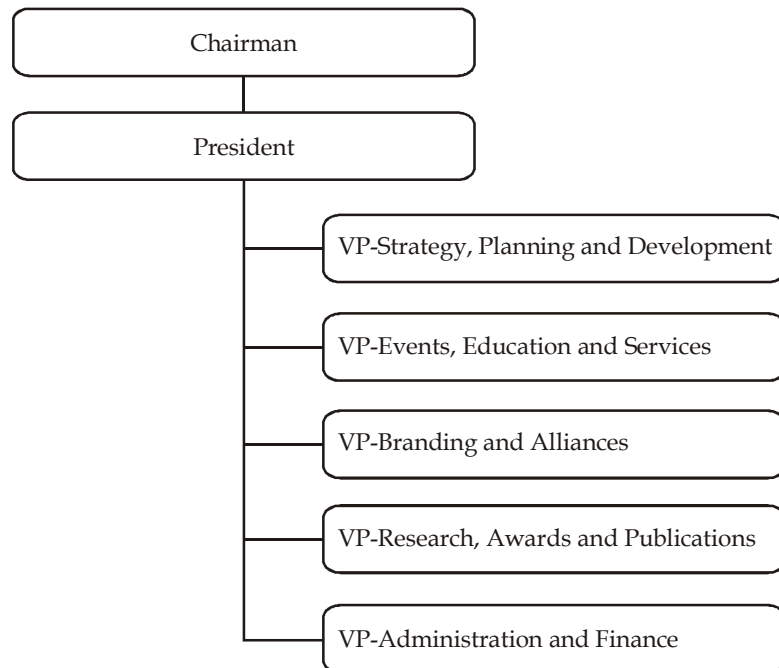 Chairman
President
VP-Strategy, Planning and Development
VP-Events, Education and Services
VP-Branding and Alliances
VP-Research, Awards and Publications
VP-Administration and Finance